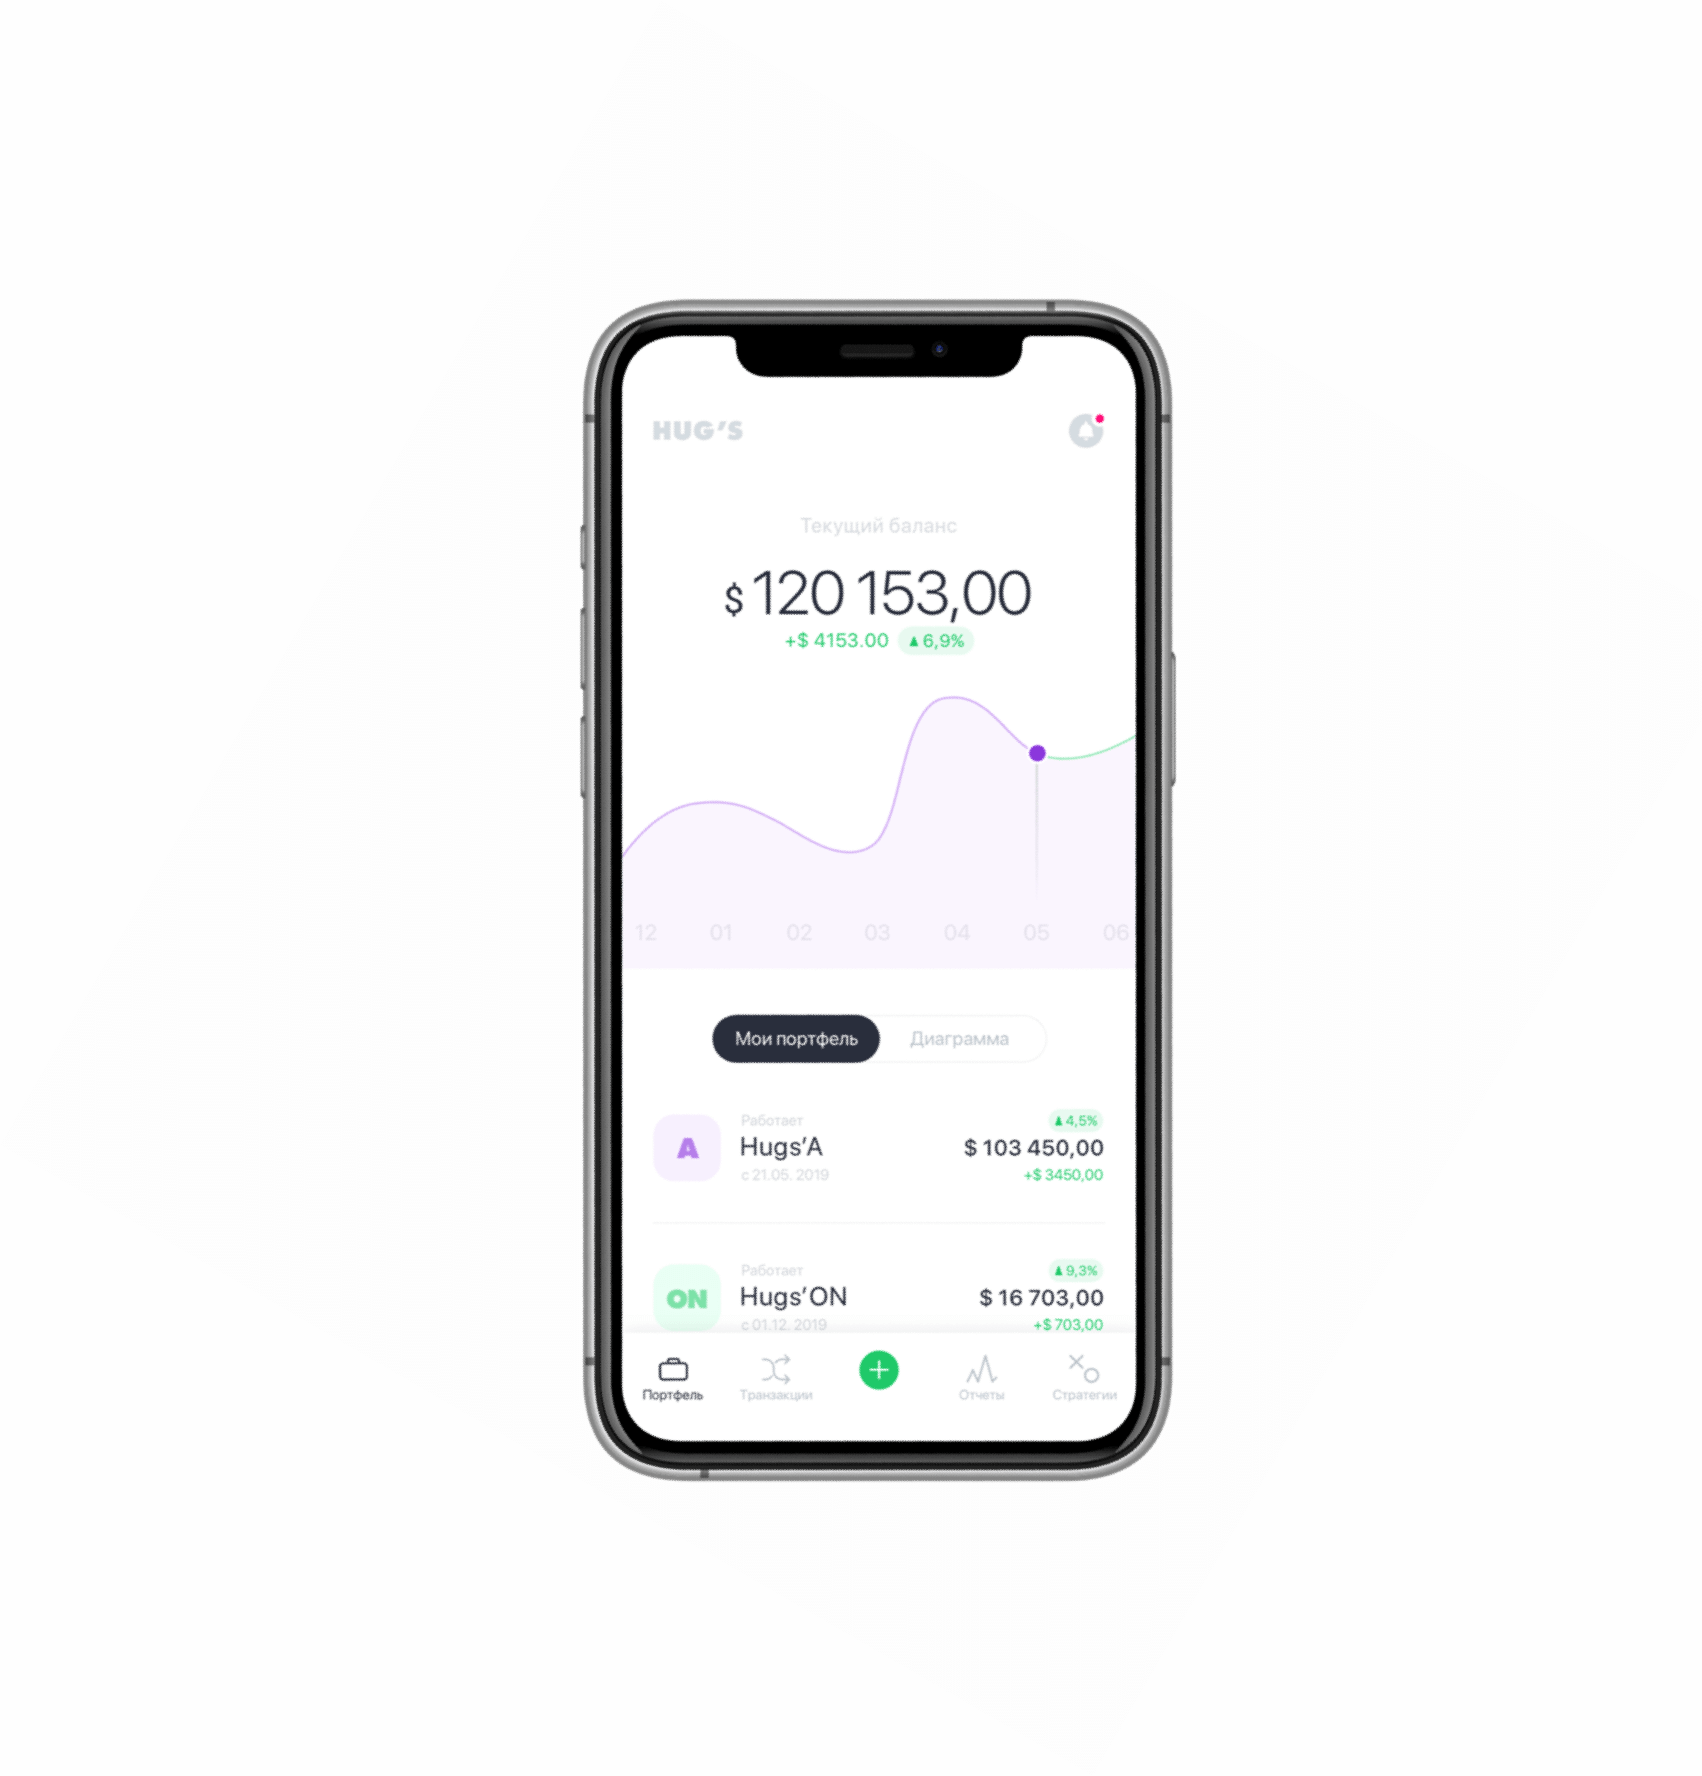 HUG'S
Текущий баланс
$ 120 153,00
+$ 4153.00 ▲ 6,9%
12 01 02 03 04 05 06
Мои портфель Диаграмма
Работает ▲ 4,5%
Hugs’A $ 103 450,00
с 21.05. 2019 +$ 3450,00
A
Работает ▲ 9,3%
Hugs’ON $ 16 703,00
с 01.12. 2019 +$ 703,00
ON
Портфель Транзакции Отчеты Стратегии